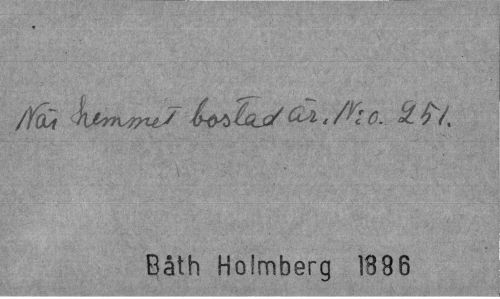 När hemmet bostad är. N:o. 251.
Båth Holmberg 1886